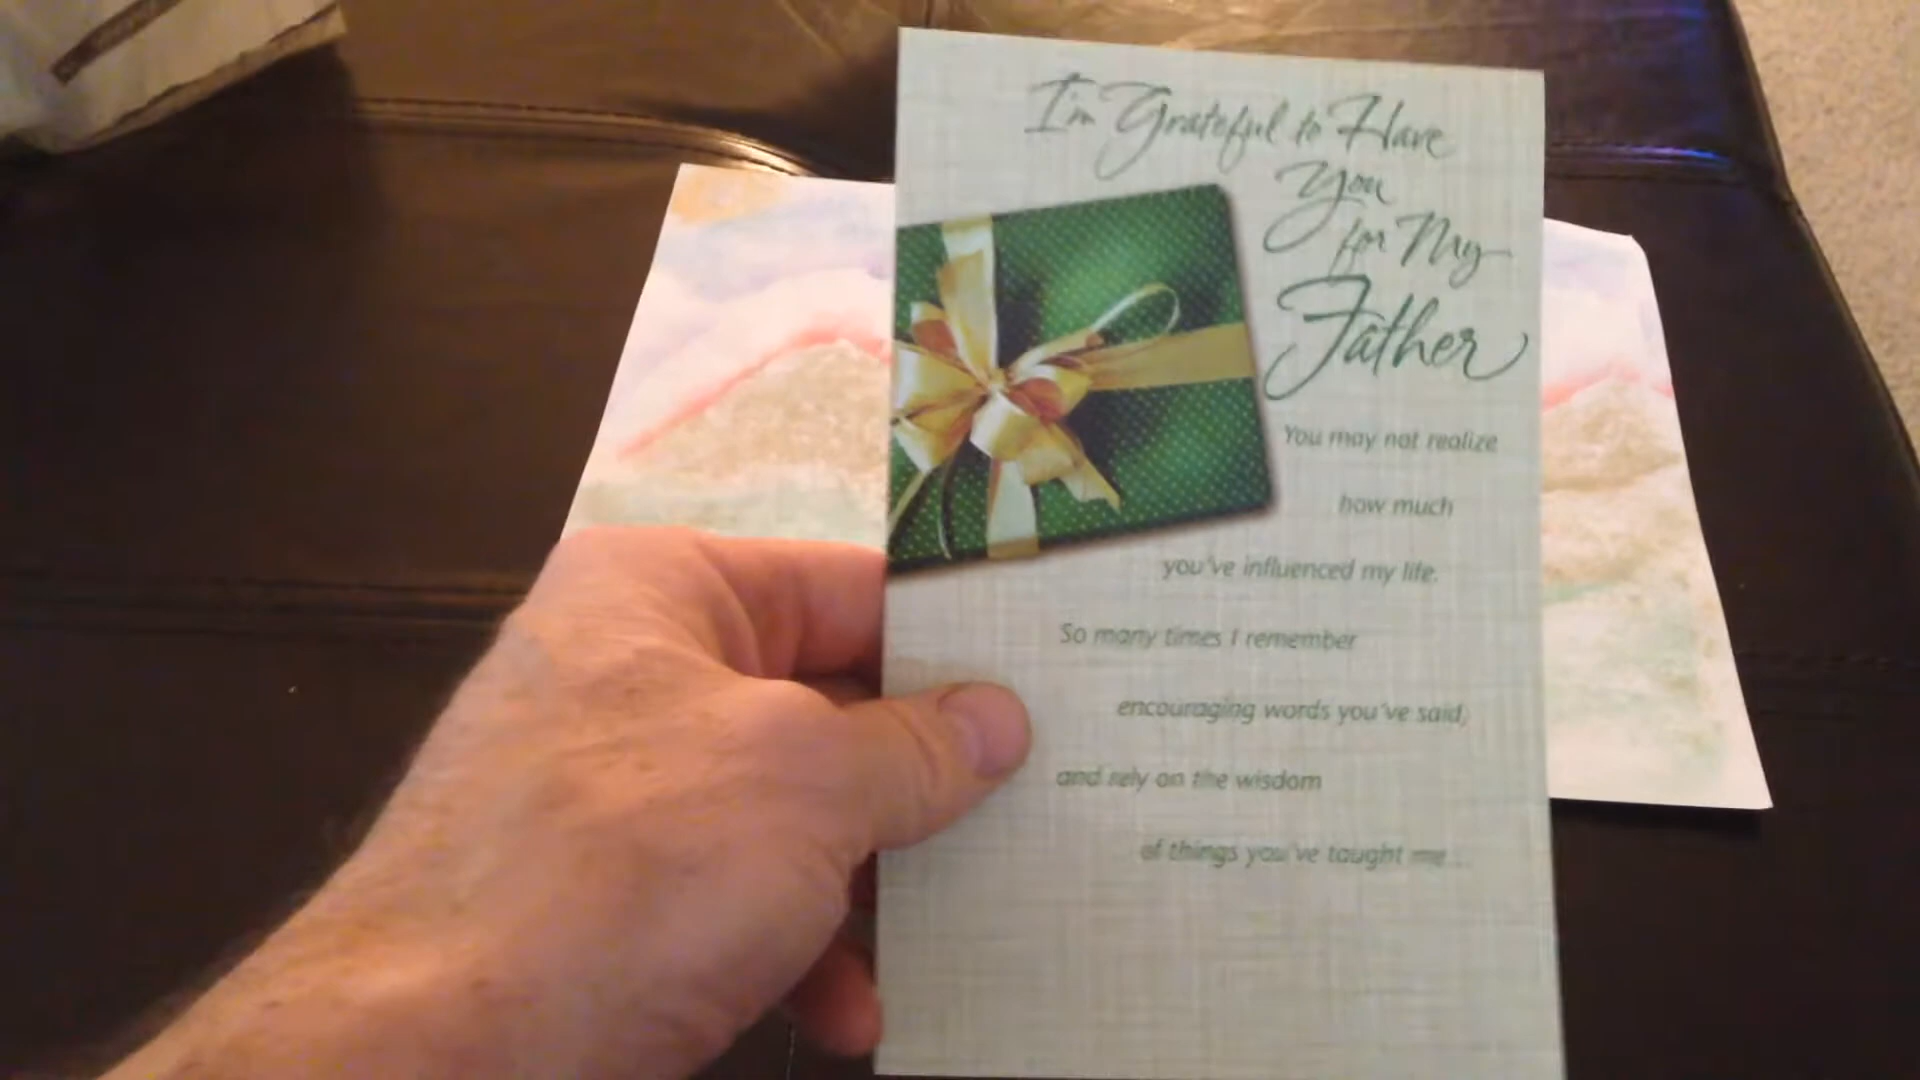 I'm Grateful to Have
You
for My
Father
You may not realize
how much
you've influenced my life.
So many times I remember
encouraging words you've said,
and rely on the wisdom
of things you've taught me...